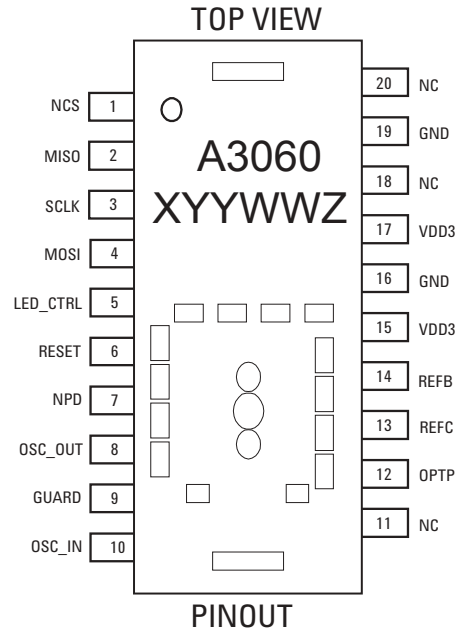 TOP VIEW
A3060
XYYWWZ
NCS 1
MISO 2
SCLK 3
MOSI 4
LED_CTRL 5
RESET 6
NPD 7
OSC_OUT 8
GUARD 9
OSC_IN 10
20 NC
19 GND
18 NC
17 VDD3
16 GND
15 VDD3
14 REFB
13 REFC
12 OPTP
11 NC
PINOUT